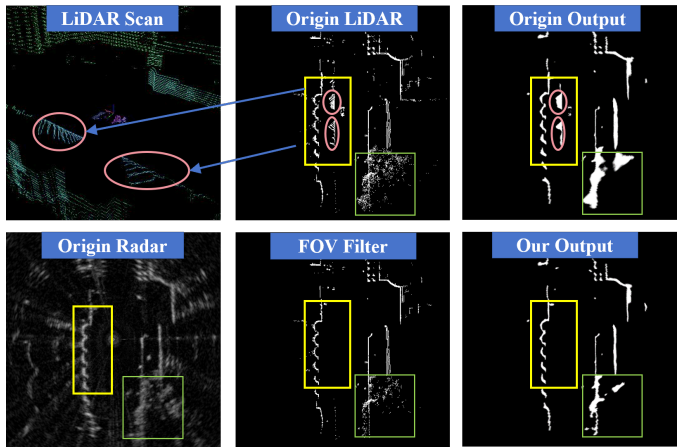 LiDAR Scan
Origin LiDAR
Origin Output
Origin Radar
FOV Filter
Our Output